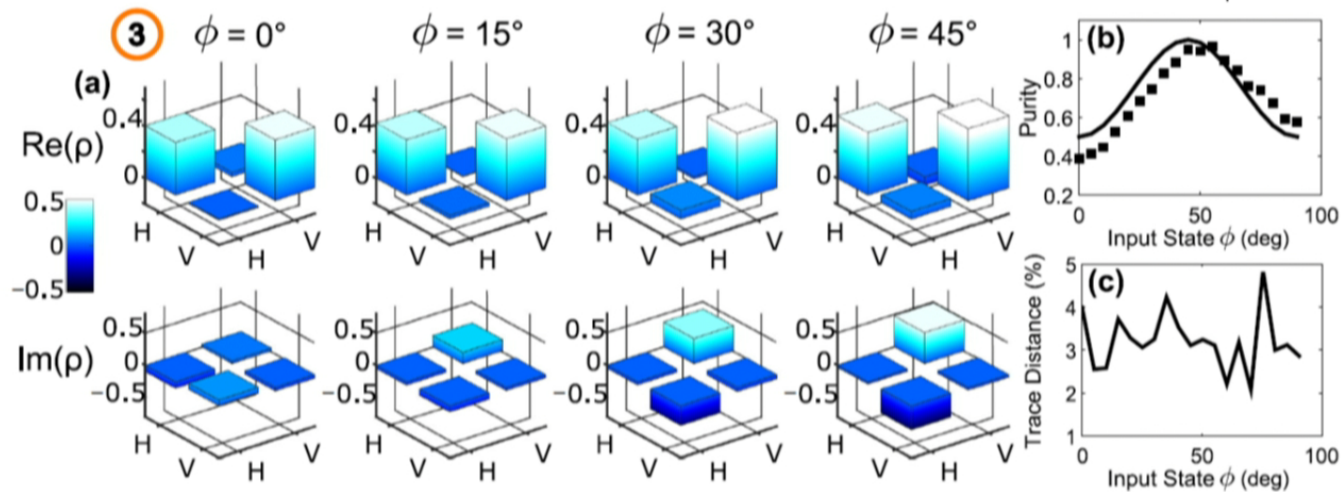 3 ϕ = 0° ϕ = 15° ϕ = 30° ϕ = 45°
(a)
Re(ρ)
0.4 0.4 0.4 0.4
0 0 0 0
0.5
0
−0.5
H V H V
H V H V
H V H V
H V H V
Im(ρ)
0.5 0.5 0.5 0.5
0 0 0 0
−0.5 −0.5 −0.5 −0.5
H V H V
H V H V
H V H V
H V H V
(b)
Purity
1
0.8
0.6
0.4
0.2
0 50 100
Input State ϕ (deg)
(c)
Trace Distance (%)
5
4
3
2
1
0 50 100
Input State ϕ (deg)